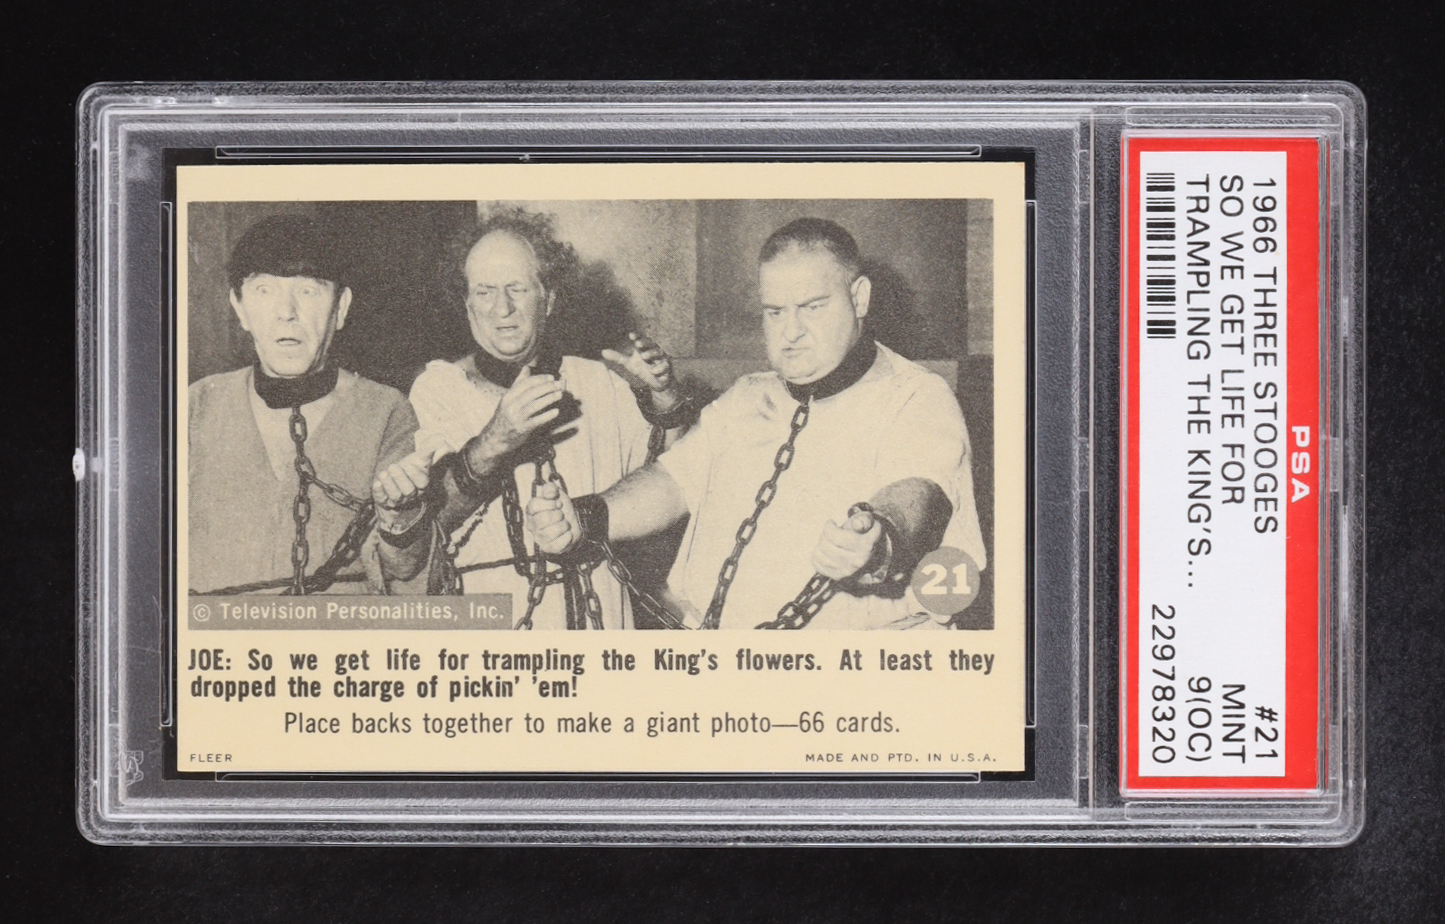 21
© Television Personalities, Inc.
JOE: So we get life for trampling the King's flowers. At least they
dropped the charge of pickin' 'em!
Place backs together to make a giant photo—66 cards.
FLEER
MADE AND PTD. IN U.S.A.
PSA
1966 THREE STOOGES #21
SO WE GET LIFE FOR MINT
TRAMPLING THE KING'S... 9(OC)
22978320